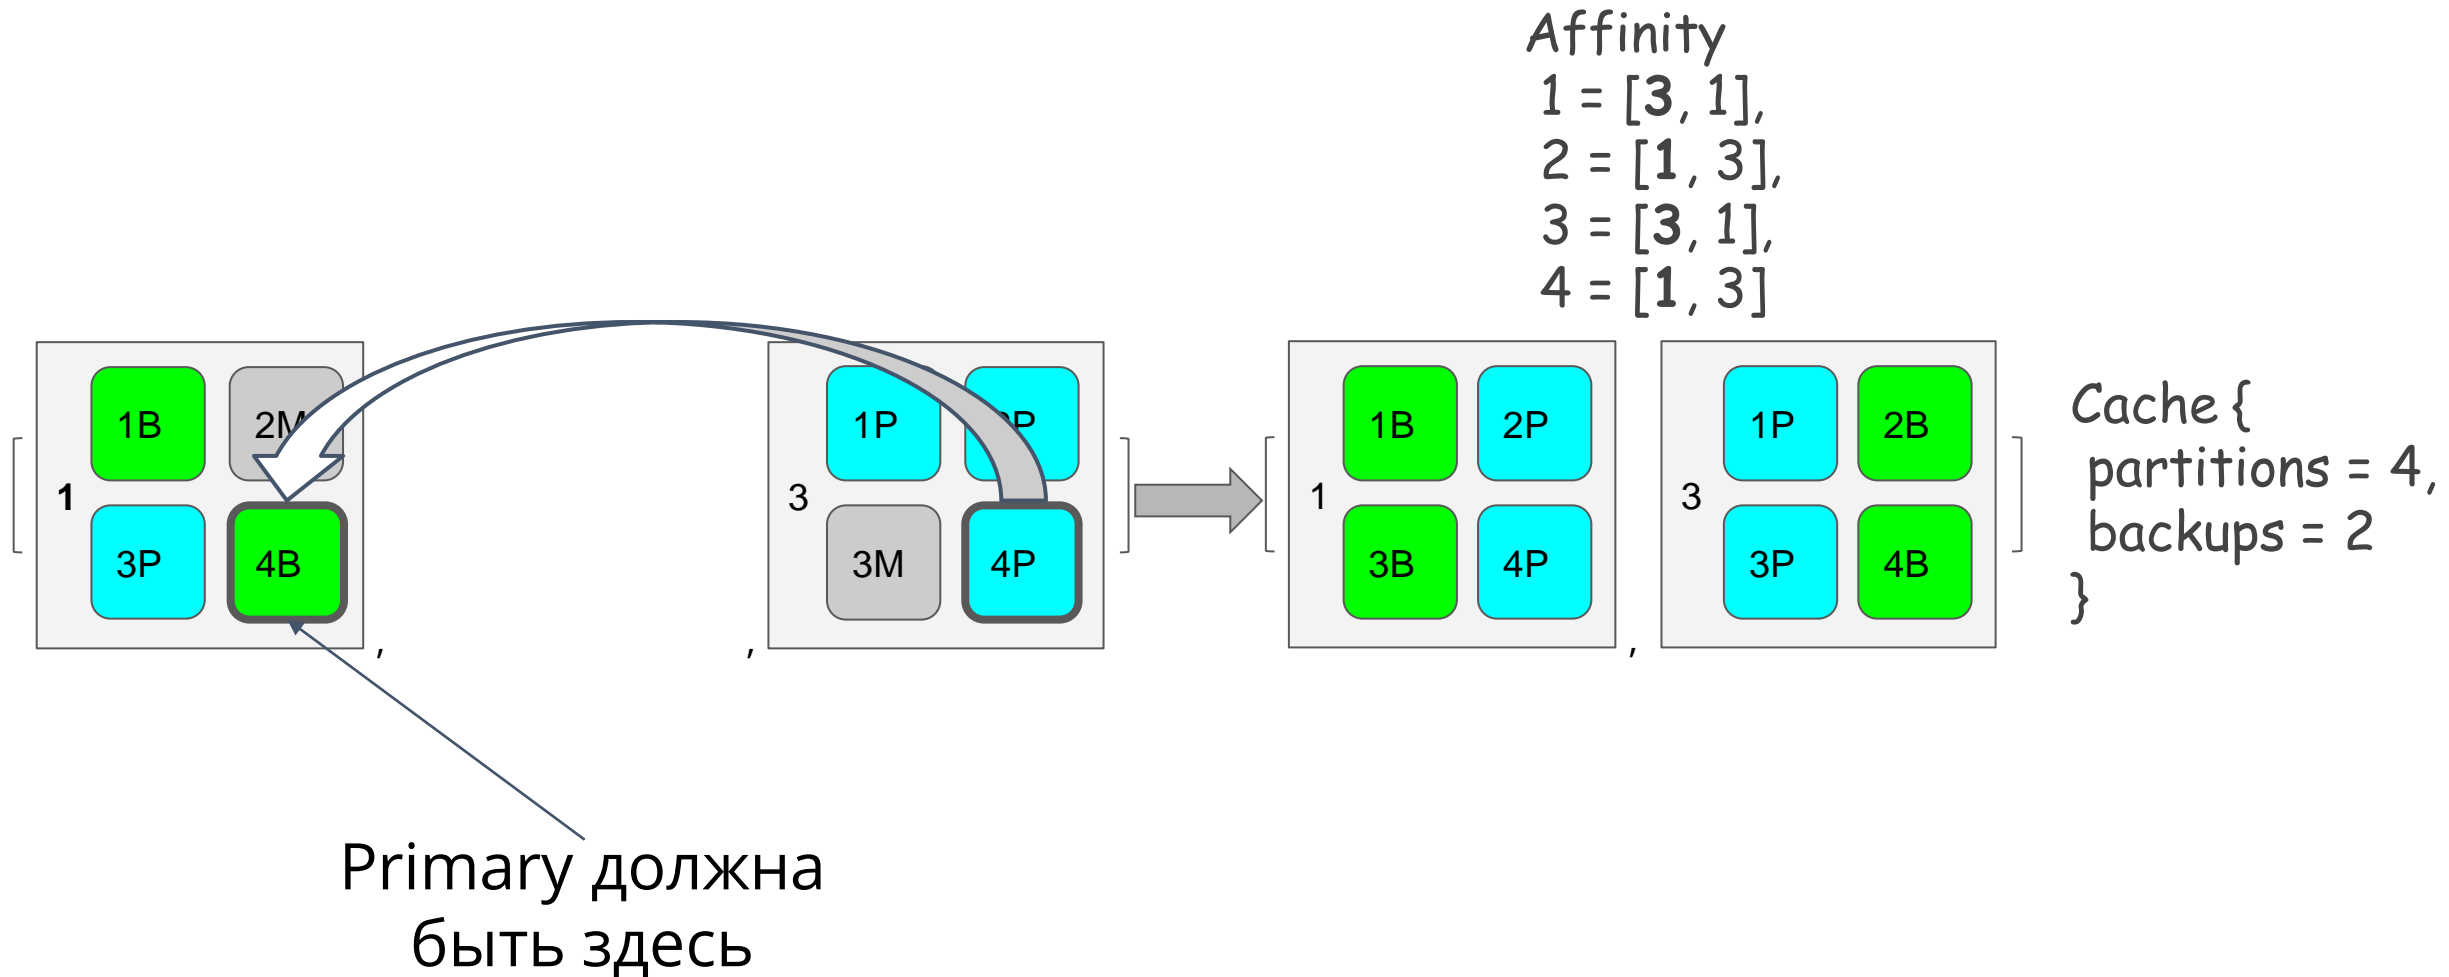 Affinity
1 = [3, 1],
2 = [1, 3],
3 = [3, 1],
4 = [1, 3]
1B
2M
1
3P
4B
,
,
1P
P
3
3M
4P
1B
2P
1
3B
4P
,
1P
2B
3
3P
4B
Cache {
partitions = 4,
backups = 2
}
Primary должна
быть здесь